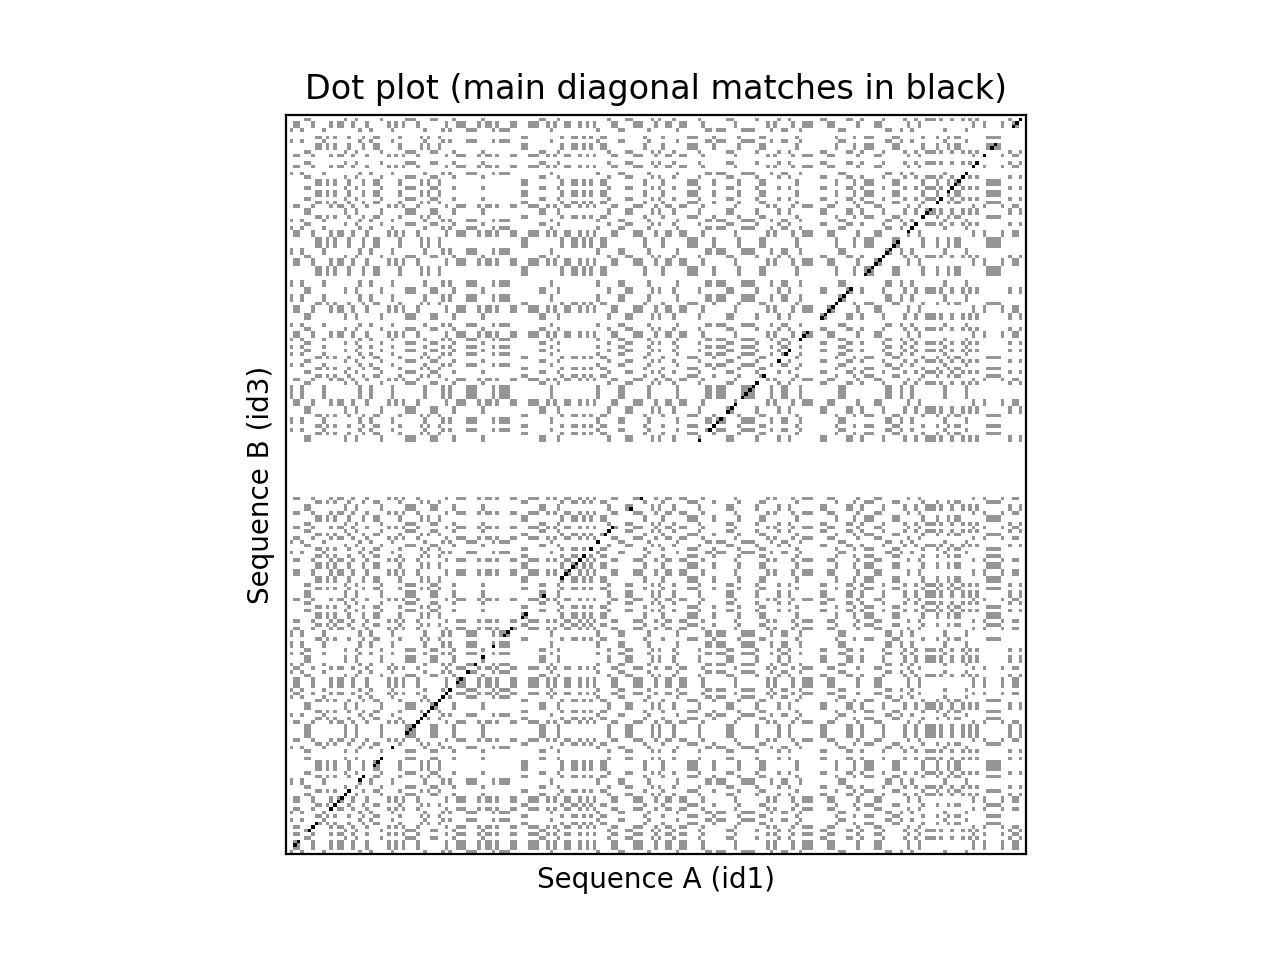 Dot plot (main diagonal matches in black)
Sequence B (id3)
Sequence A (id1)